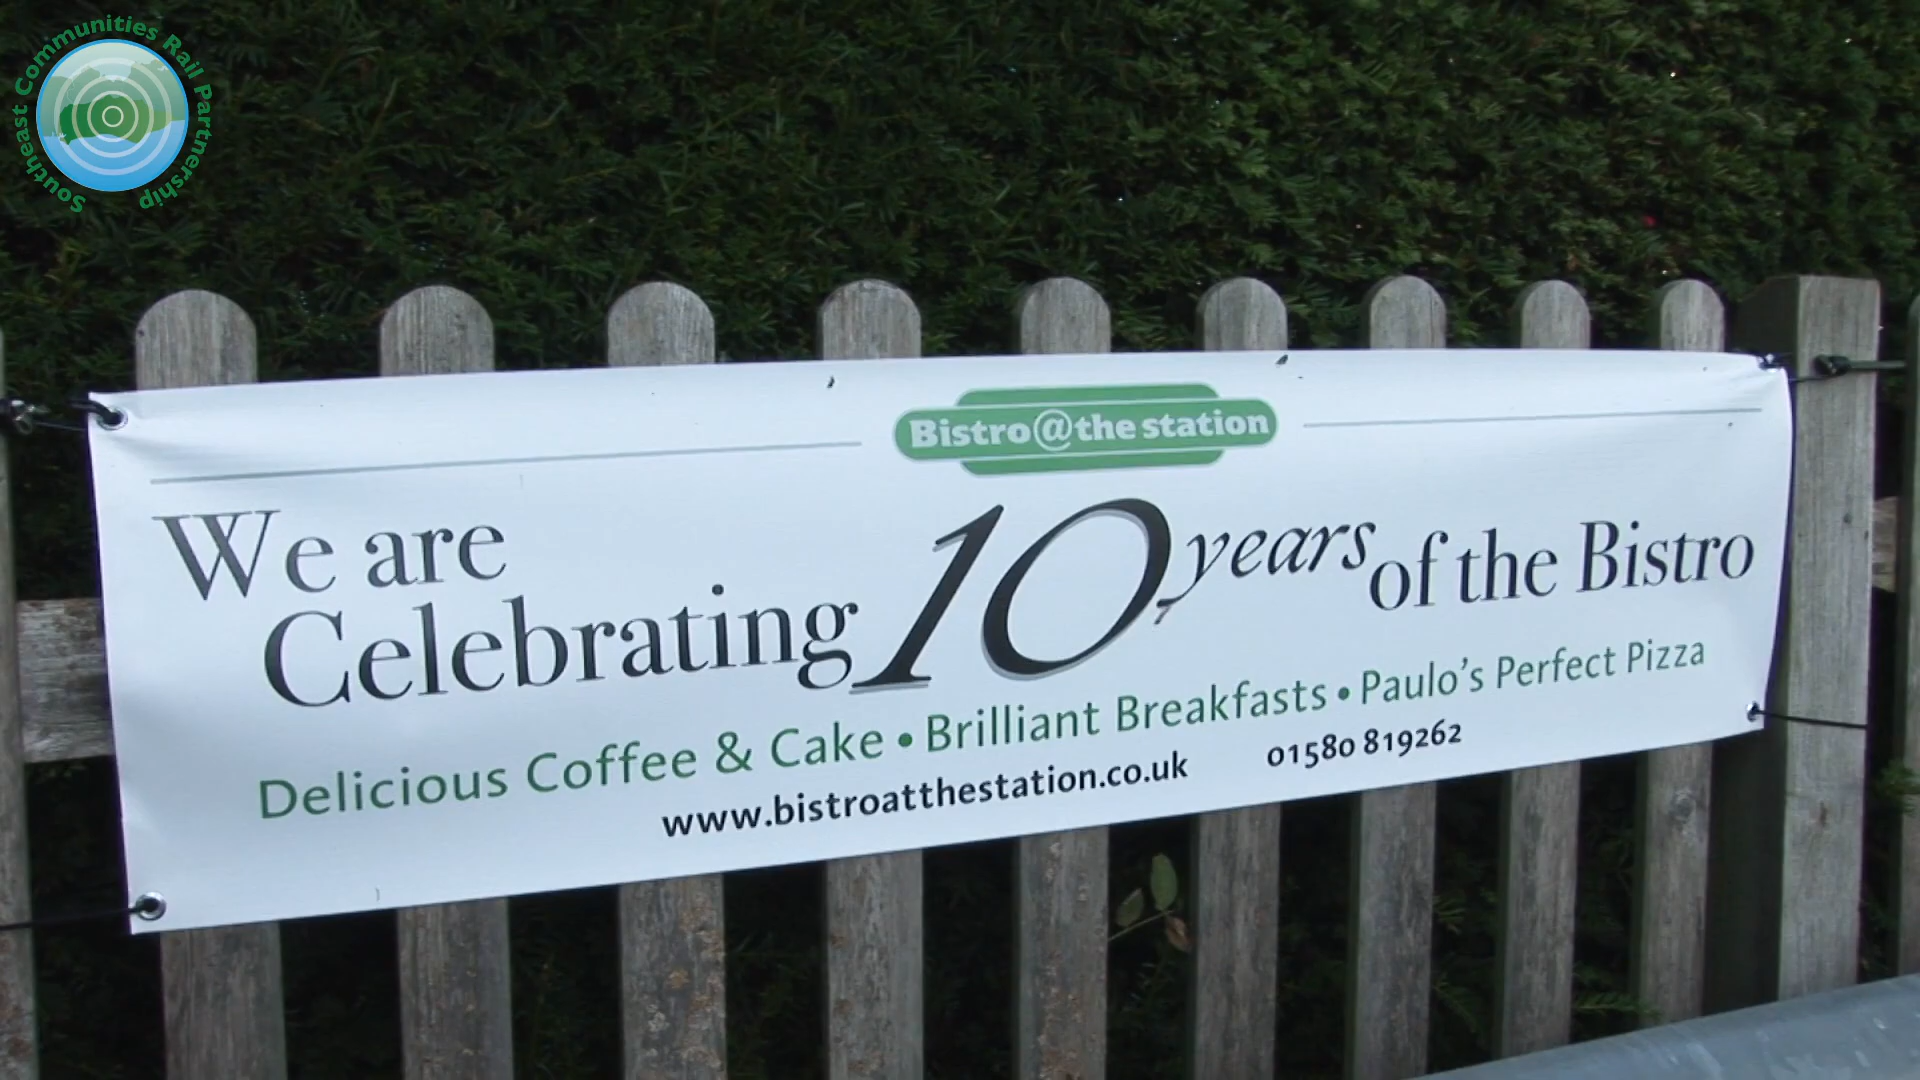 Southeast Communities Rail Partnership
Bistro@the station
We are
Celebrating 10 years of the Bistro
Delicious Coffee & Cake • Brilliant Breakfasts • Paulo's Perfect Pizza
www.bistroatthestation.co.uk 01580 819262